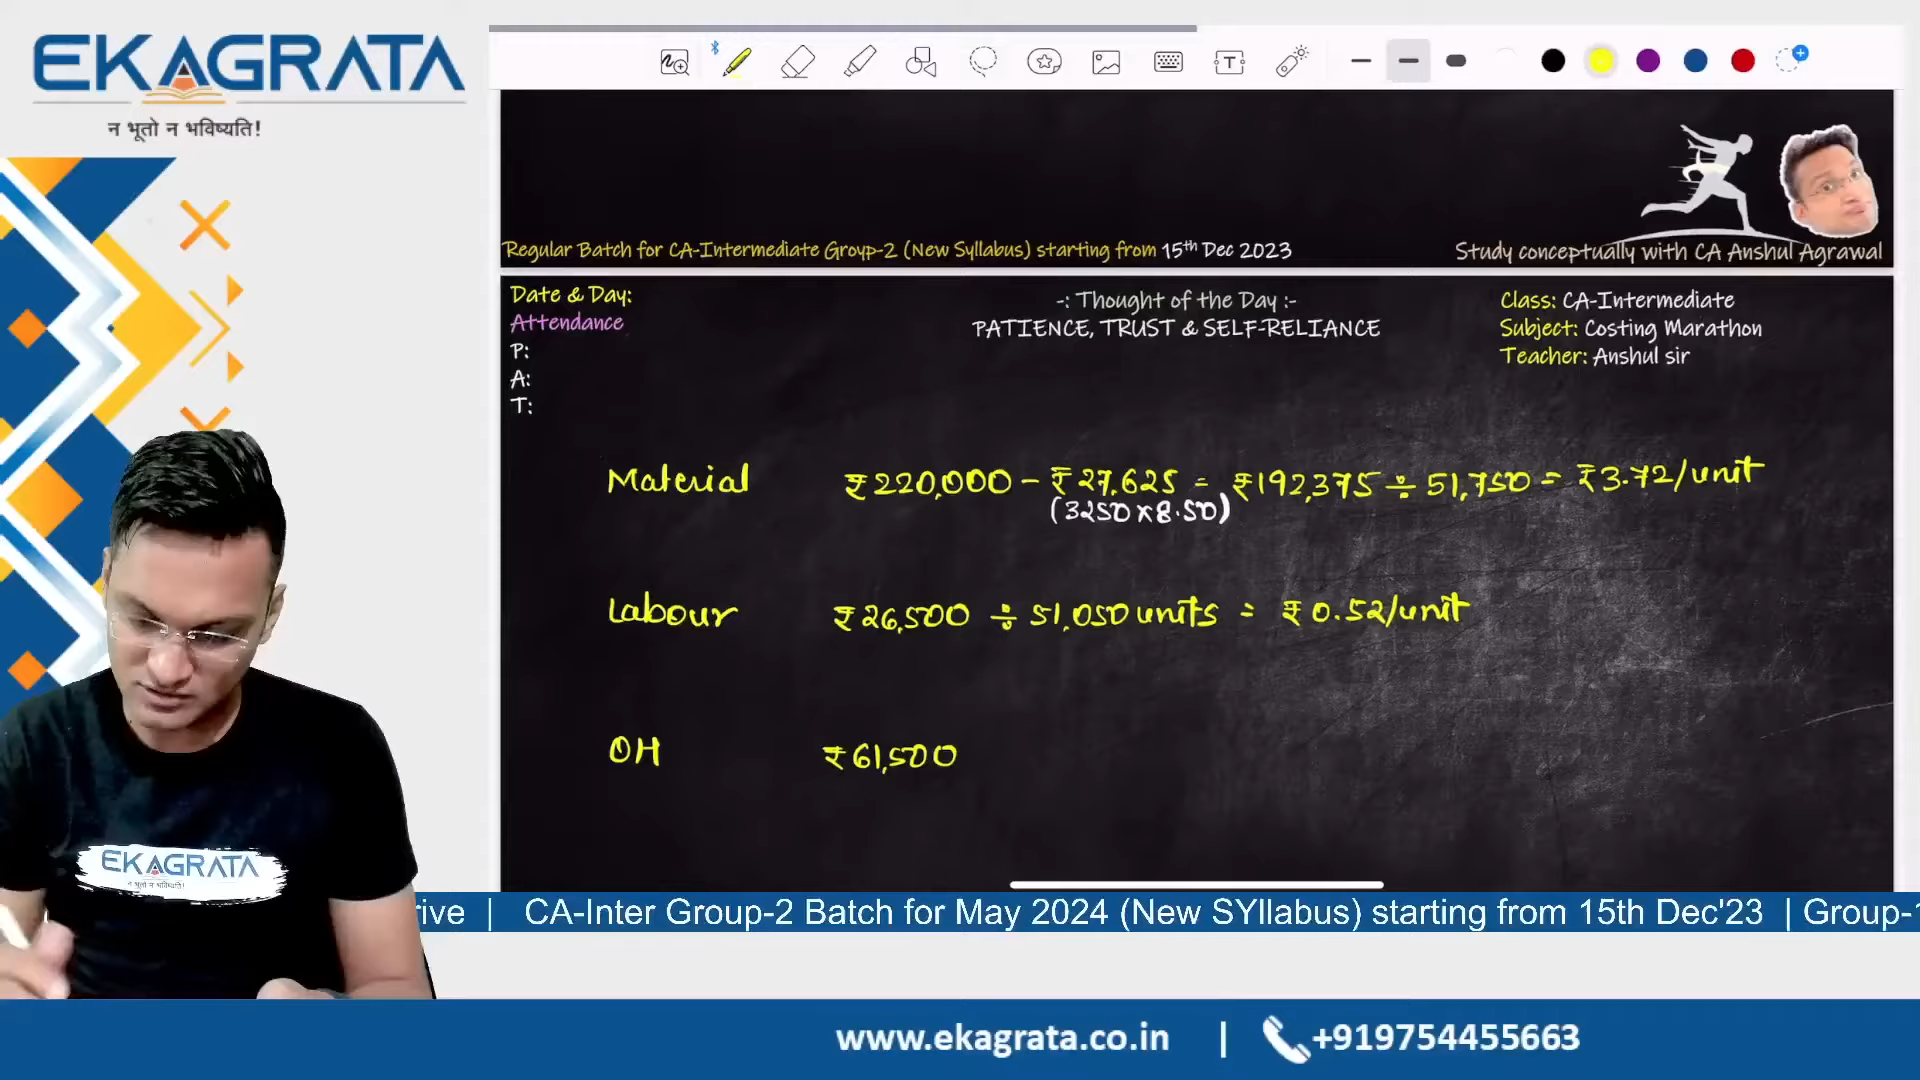 EKAGRATA
न भूतो न भविष्यति!
T
Regular Batch for CA-Intermediate Group-2 (New Syllabus) starting from 15th Dec 2023
Study conceptually with CA Anshul Agrawal
Date & Day:
Attendance
P:
A:
T:
-: Thought of the Day :-
PATIENCE, TRUST & SELF-RELIANCE
Class: CA-Intermediate
Subject: Costing Marathon
Teacher: Anshul sir
Material ₹220,000 - ₹27,625 = ₹192,375 ÷ 51,750 = ₹3.72/unit
(3250×8.50)
Labour ₹26,500 ÷ 51,050 units = ₹0.52/unit
OH ₹61,500
EKAGRATA
न भूतो न भविष्यति!
rive | CA-Inter Group-2 Batch for May 2024 (New SYllabus) starting from 15th Dec'23 | Group-1
www.ekagrata.co.in | +919754455663